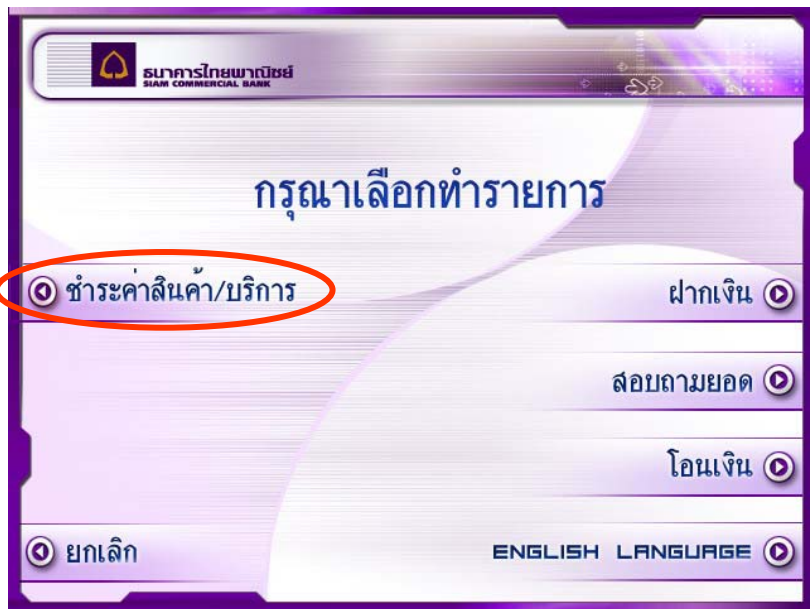 ธนาคารไทยพาณิชย์
SIAM COMMERCIAL BANK
กรุณาเลือกทำรายการ
ชำระค่าสินค้า/บริการ
ฝากเงิน
สอบถามยอด
โอนเงิน
ยกเลิก
ENGLISH LANGUAGE